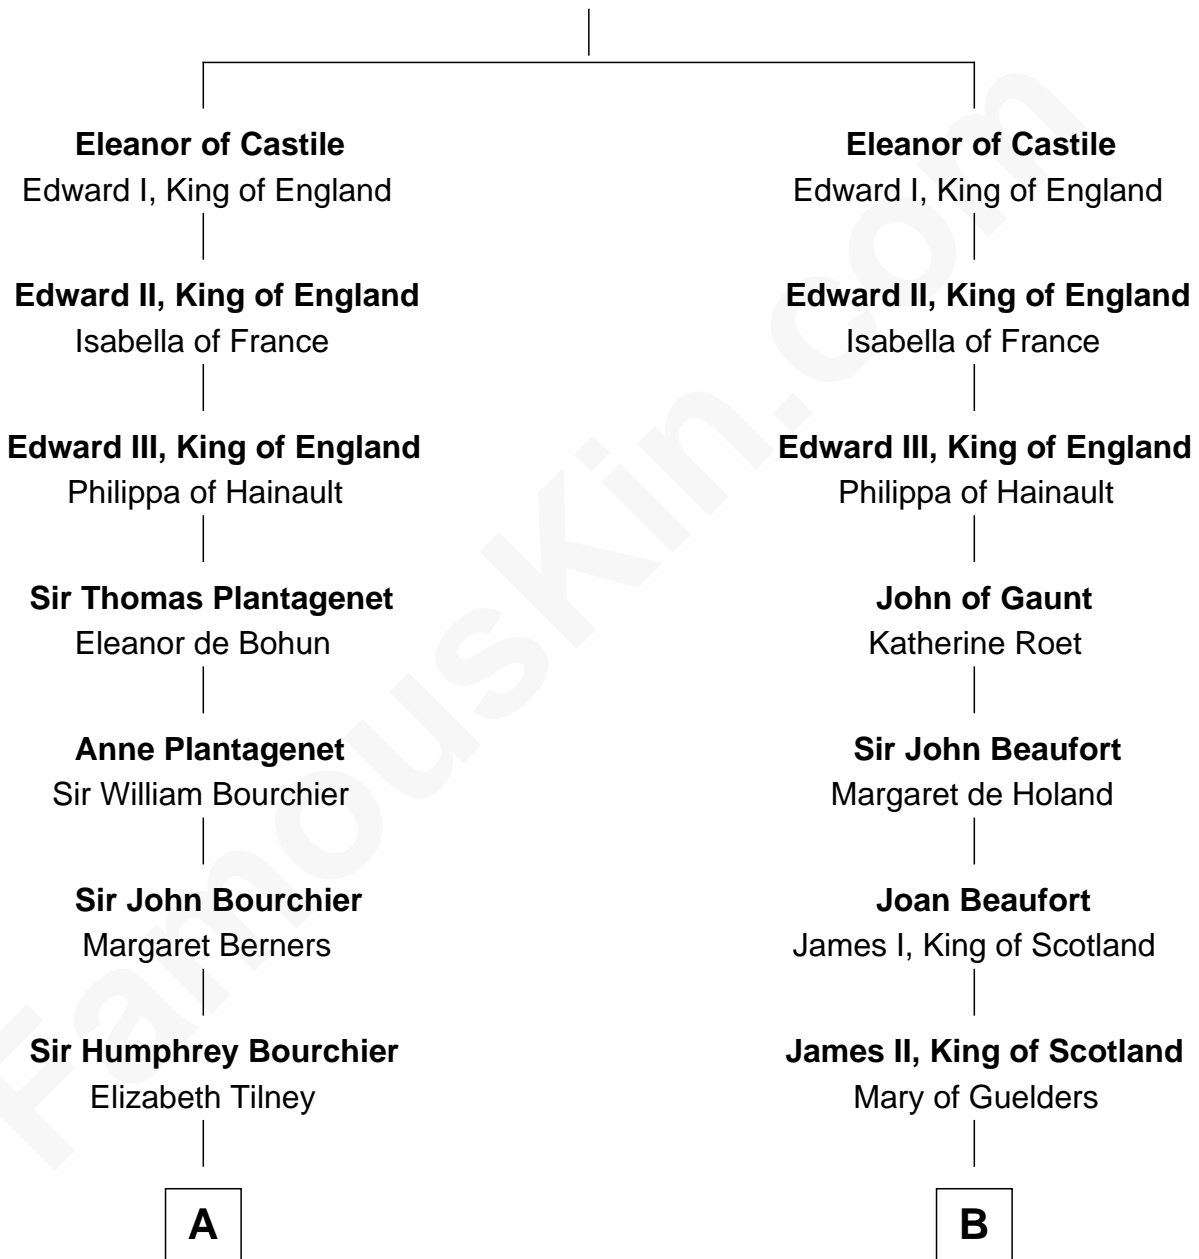 Eleanor of Castile
Edward I, King of England
Edward II, King of England
Isabella of France
Edward III, King of England
Philippa of Hainault
Sir Thomas Plantagenet
Eleanor de Bohun
Anne Plantagenet
Sir William Bourchier
Sir John Bourchier
Margaret Berners
Sir Humphrey Bourchier
Elizabeth Tilney
A
Eleanor of Castile
Edward I, King of England
Edward II, King of England
Isabella of France
Edward III, King of England
Philippa of Hainault
John of Gaunt
Katherine Roet
Sir John Beaufort
Margaret de Holand
Joan Beaufort
James I, King of Scotland
James II, King of Scotland
Mary of Guelders
B
FamousKin.com